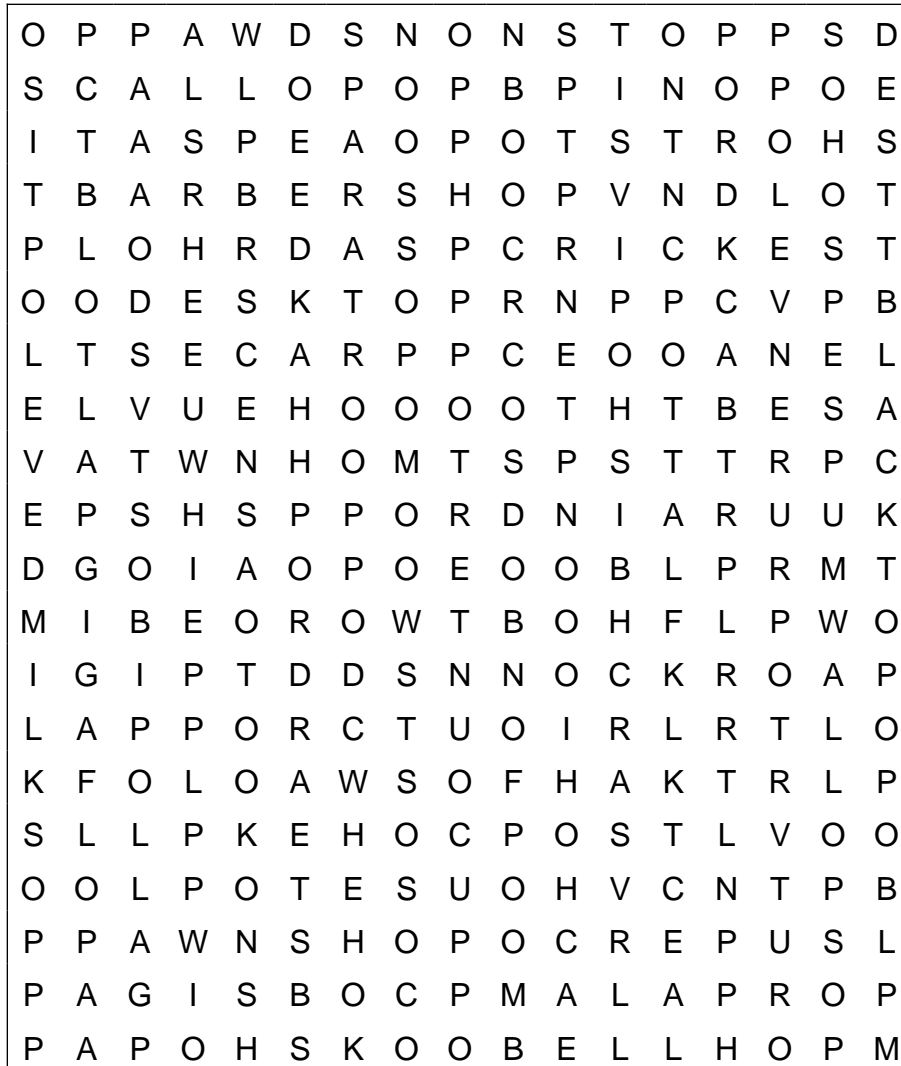 O P P A W D S N O N S T O P P S D
S C A L L O P O P B P I N O P O E
I T A S P E A O P O T S T R O H S
T B A R B E R S H O P V N D L O T
P L O H R D A S P C R I C K E S T
O O D E S K T O P R N P P C V P B
L T S E C A R P P C E O O A N E L
E L V U E H O O O O T H T B E S A
V A T W N H O M T S P S T T R P C
E P S H S P P O R D N I A R U U K
D G O I A O P O E O O B L P R M T
M I B E O R O W T B O H F L P W O
I G I P T D D S N N O C K R O A P
L A P P O R C T U O I R L R T L O
K F O L O A W S O F H A K T R L P
S L L P K E H O C P O S T L V O O
O O L P O T E S U O H V C N T P B
P P A W N S H O P O C R E P U S L
P A G I S B O C P M A L A P R O P
P A P O H S K O O B E L L H O P M